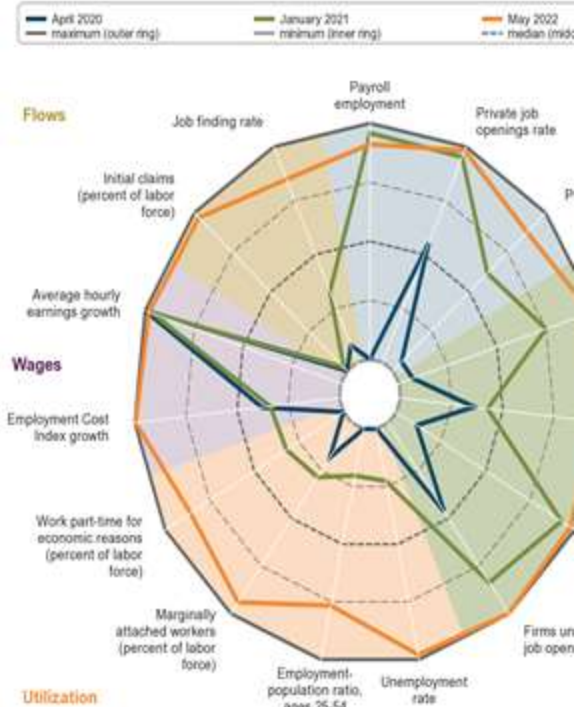 April 2020
January 2021
May 2022
maximum (outer ring)
minimum (inner ring)
median
Flows
Payroll
employment
Job finding rate
Private job
openings rate
Initial claims
(percent of labor
force)
Average hourly
earnings growth
Wages
Employment Cost
Index growth
Work part-time for
economic reasons
(percent of labor
force)
Marginally
attached workers
(percent of labor
force)
Employment-
population ratio,
ages 25-54
Unemployment
rate
Firms
job
Utilization